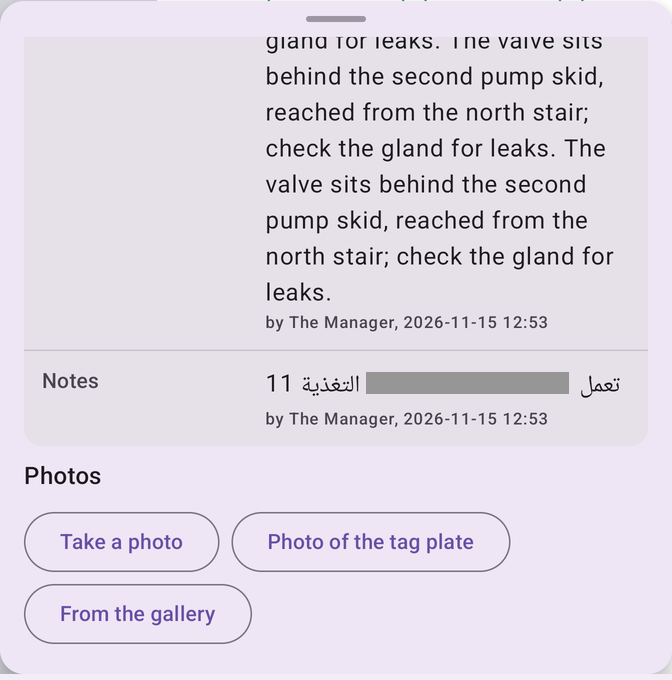 gland for leaks. The valve sits
behind the second pump skid,
reached from the north stair;
check the gland for leaks. The
valve sits behind the second
pump skid, reached from the
north stair; check the gland for
leaks.
by The Manager, 2026-11-15 12:53
Notes
تعمل التغذية 11
by The Manager, 2026-11-15 12:53
Photos
Take a photo
Photo of the tag plate
From the gallery